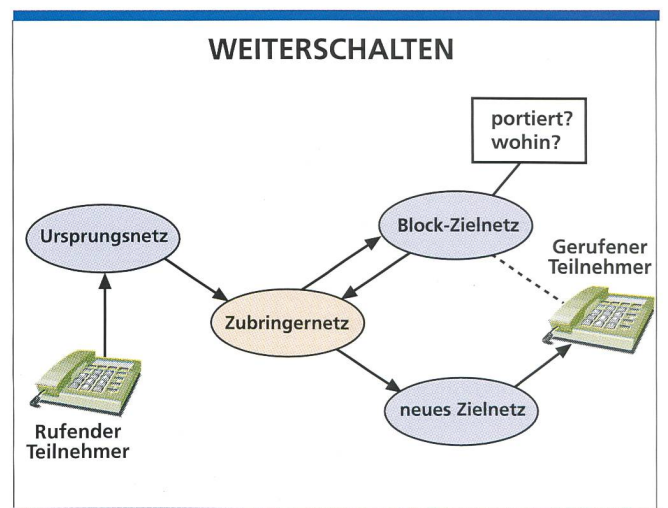 WEITERSCHALTEN
portiert?
wohin?
Ursprungsnetz
Block-Zielnetz
Gerufener
Teilnehmer
Zubringernetz
neues Zielnetz
Rufender
Teilnehmer